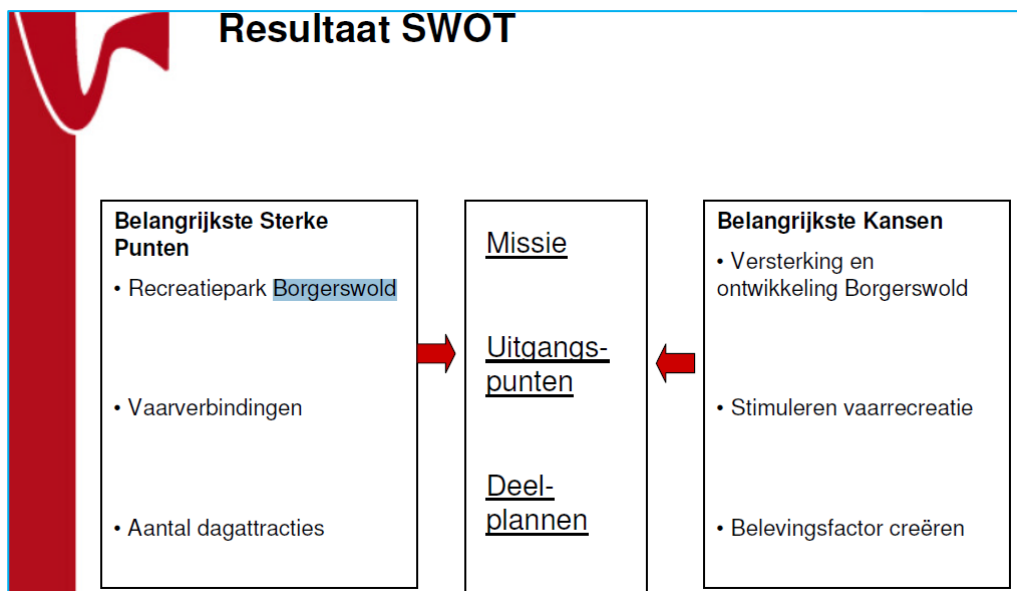 Resultaat SWOT
Belangrijkste Sterke
Punten
• Recreatiepark Borgerswold
• Vaarverbindingen
• Aantal dagattracties
Missie
Uitgangs-
punten
Deel-
plannen
Belangrijkste Kansen
• Versterking en
ontwikkeling Borgerswold
• Stimuleren vaarrecreatie
• Belevingsfactor creëren